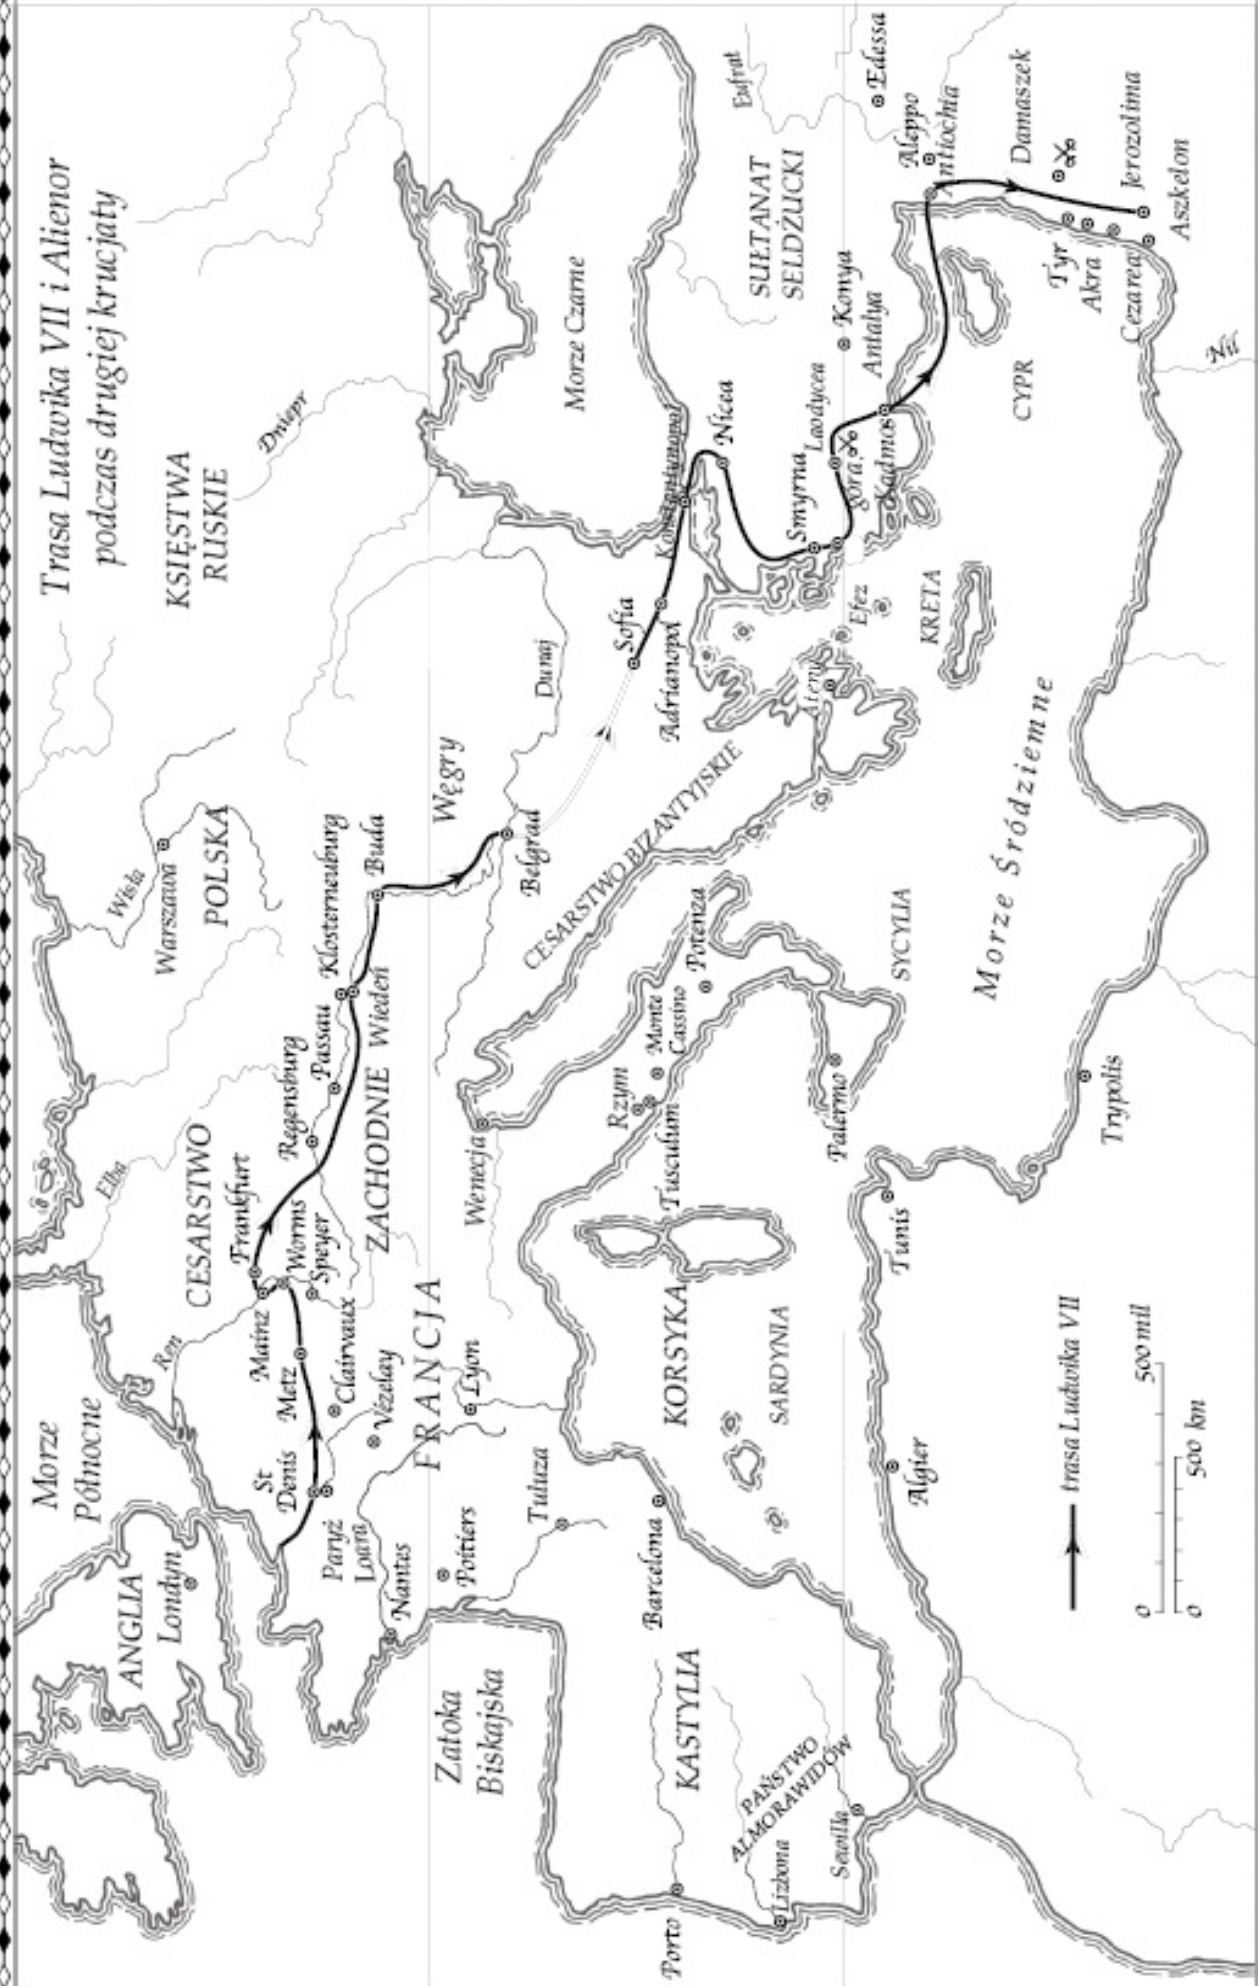 Trasa Ludwika VII i Alienor
podczas drugiej krucjaty
Morze
Północne
ANGLIA
Londyn
Ren
Elba
CESARSTWO
ZACHODNIE
Wisła
Warszawa
POLSKA
KSIĘSTWA
RUSKIE
Dniepr
St
Denis
Paryż
Metz
Mainz
Frankfurt
Worms
Speyer
Clairvaux
Vézelay
Regensburg
Passau
Klosterneuburg
Wiedeń
Buda
Węgry
Belgrad
Dunaj
Loara
Nantes
FRANCJA
Lyon
Poitiers
Tuluza
Zatoka
Biskajska
Wenecja
Morze Czarne
Sofia
Adrianopol
Konstantynopol
Nicea
CESARSTWO BIZANTYJSKIE
Eufrat
Edessa
SUŁTANAT
SELDŻUCKI
Porto
KASTYLIA
Barcelona
KORSYKA
SARDYNIA
Rzym
Tusculum
Monte
Cassino
Potenza
PAŃSTWO
ALMORAWIDÓW
Lizbona
Sewilla
Palermo
SYCYLIA
Ateny
Efez
Smyrna
Laodycea
góra
Kadmos
Konya
Antalya
Aleppo
Antiochia
KRETA
CYPR
Algier
Tunis
Trypolis
Morze Śródziemne
Damaszek
Tyr
Akra
Cezarea
Jerozolima
Aszkelon
Nil
trasa Ludwika VII
0 500 mil
0 500 km